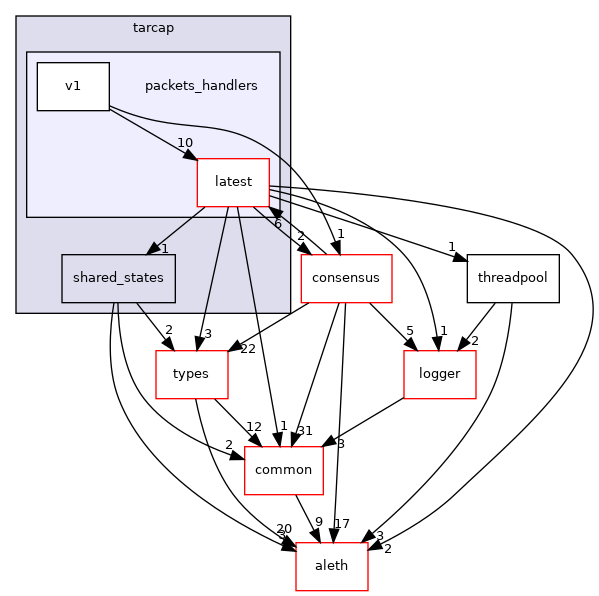 tarcap
v1
packets_handlers
10
latest
6
2
1
1
1
shared_states
consensus
threadpool
2
3
22
5
1
2
types
logger
12
1
31
2
3
common
20
3
9
17
3
2
aleth